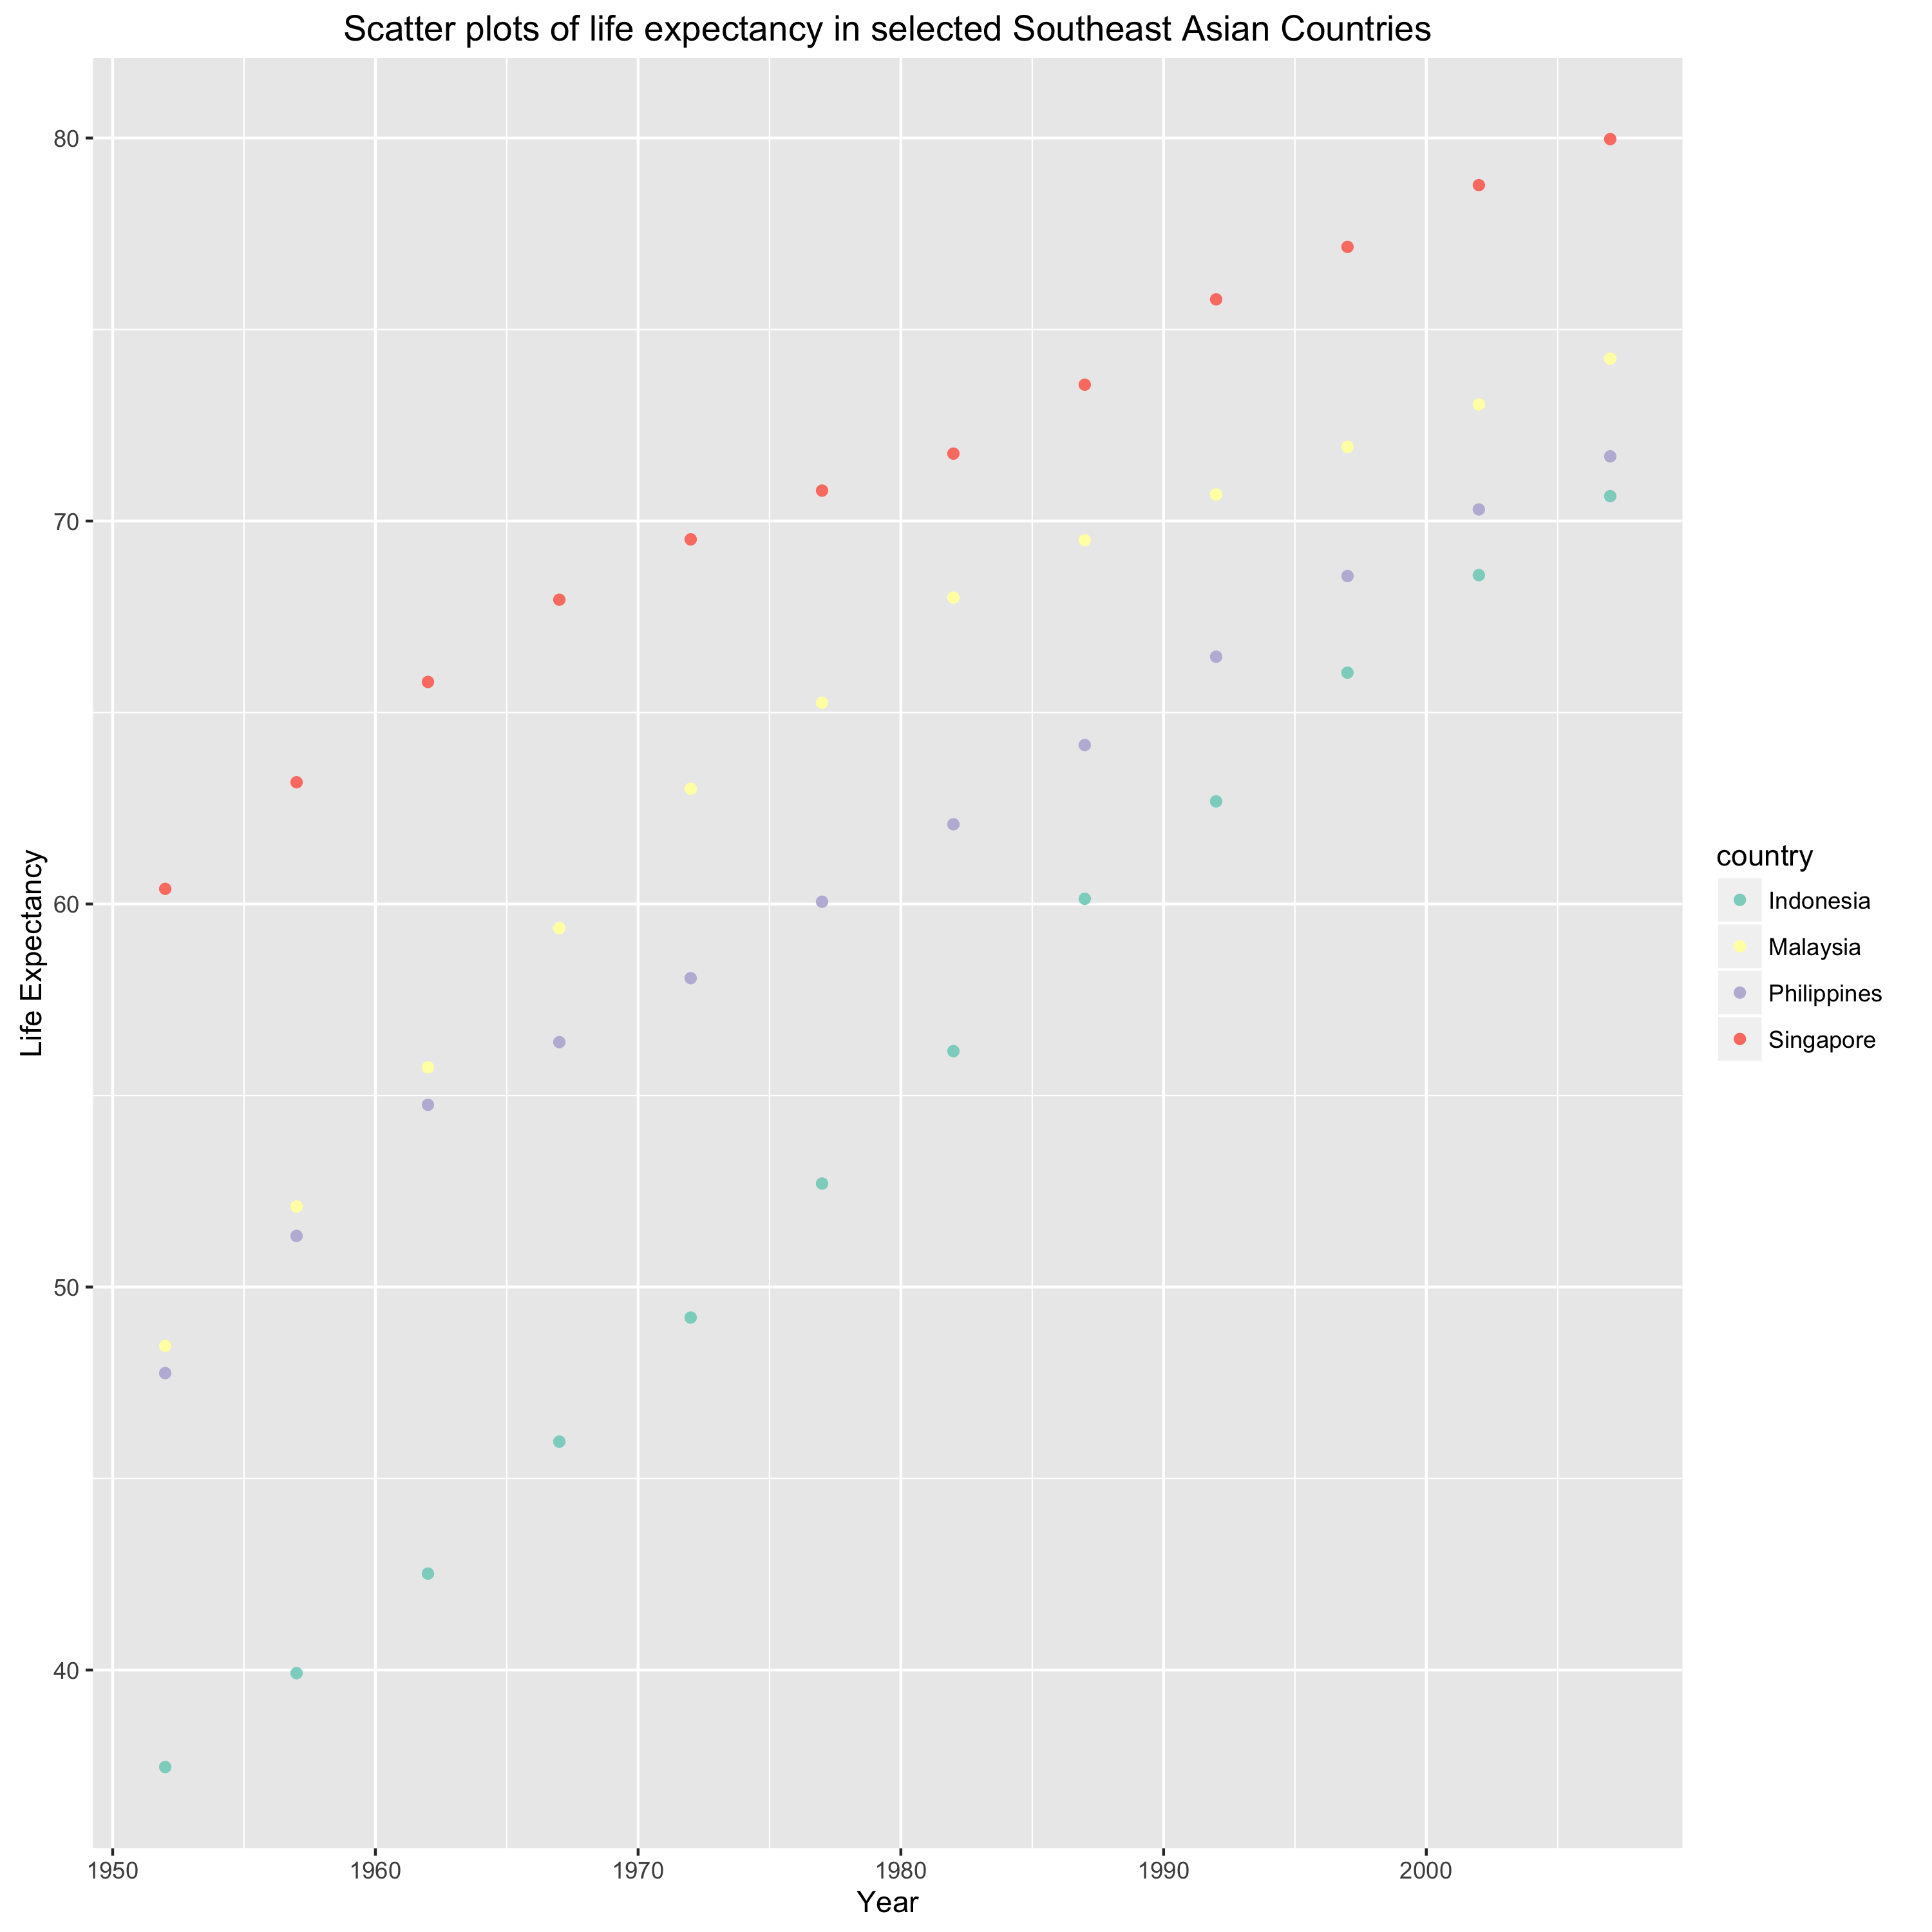 Scatter plots of life expectancy in selected Southeast Asian Countries
80
70
60
50
40
Life Expectancy
1950 1960 1970 1980 1990 2000
Year
country
Indonesia
Malaysia
Philippines
Singapore